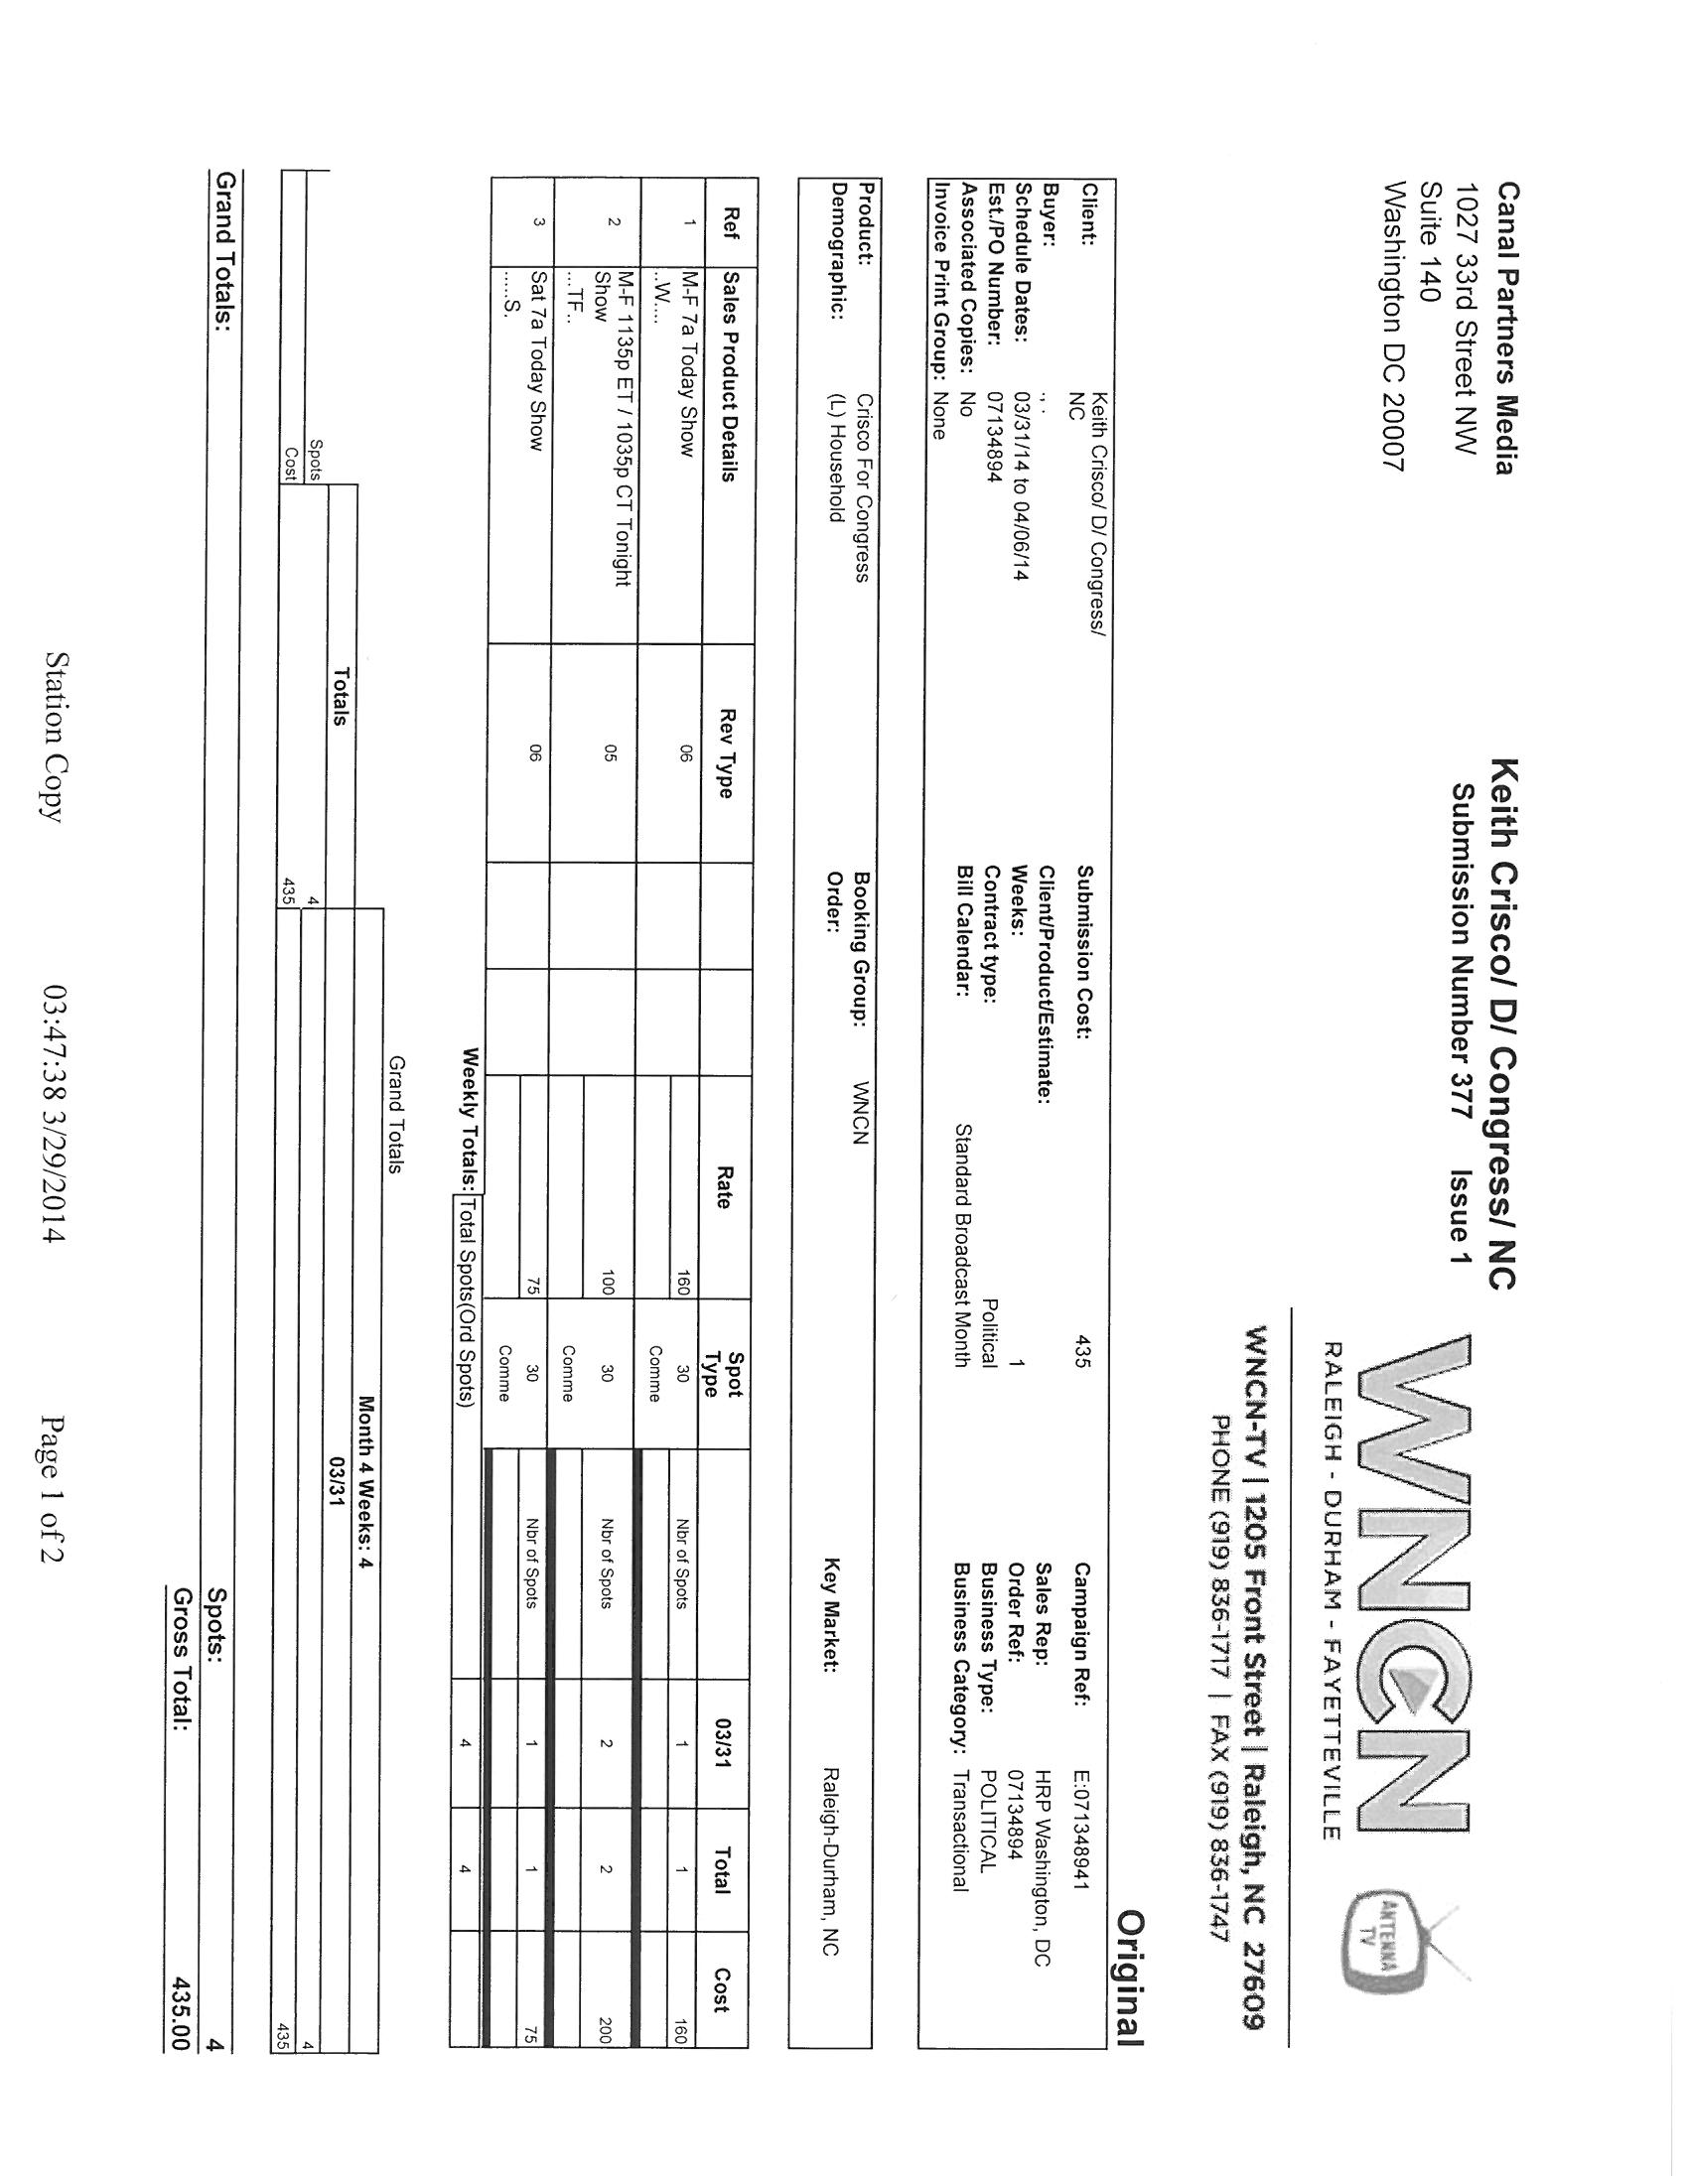 Canal Partners Media
1027 33rd Street NW
Suite 140
Washington DC 20007
Keith Crisco/ D/ Congress/ NC
Submission Number 377 Issue 1
WNCN
RALEIGH - DURHAM - FAYETTEVILLE
ANTENNA
TV
WNCN-TV | 1205 Front Street | Raleigh, NC 27609
PHONE (919) 836-1717 | FAX (919) 836-1747
Original
Client: Keith Crisco/ D/ Congress/ Submission Cost: 435 Campaign Ref: E:071348941
NC
Buyer: ., . Client/Product/Estimate: Sales Rep: HRP Washington, DC
Schedule Dates: 03/31/14 to 04/06/14 Weeks: 1 Order Ref: 07134894
Est./PO Number: 07134894 Contract type: Political Business Type: POLITICAL
Associated Copies: No Bill Calendar: Standard Broadcast Month Business Category: Transactional
Invoice Print Group: None
Product: Crisco For Congress Booking Group: WNCN
Demographic: (L) Household Order: Key Market: Raleigh-Durham, NC
Ref Sales Product Details Rev Type Rate Spot Type 03/31 Total Cost
1 M-F 7a Today Show 06 160 30 Nbr of Spots 1 1 160
..W.... Comme
2 M-F 1135p ET / 1035p CT Tonight 05 100 30 Nbr of Spots 2 2 200
Show
...TF.. Comme
3 Sat 7a Today Show 06 75 30 Nbr of Spots 1 1 75
.....S. Comme
Weekly Totals: Total Spots(Ord Spots) 4 4
Grand Totals
Month 4 Weeks: 4
Totals 03/31
Spots 4 4
Cost 435 435
Grand Totals: Spots: 4
Gross Total: 435.00
Station Copy 03:47:38 3/29/2014 Page 1 of 2